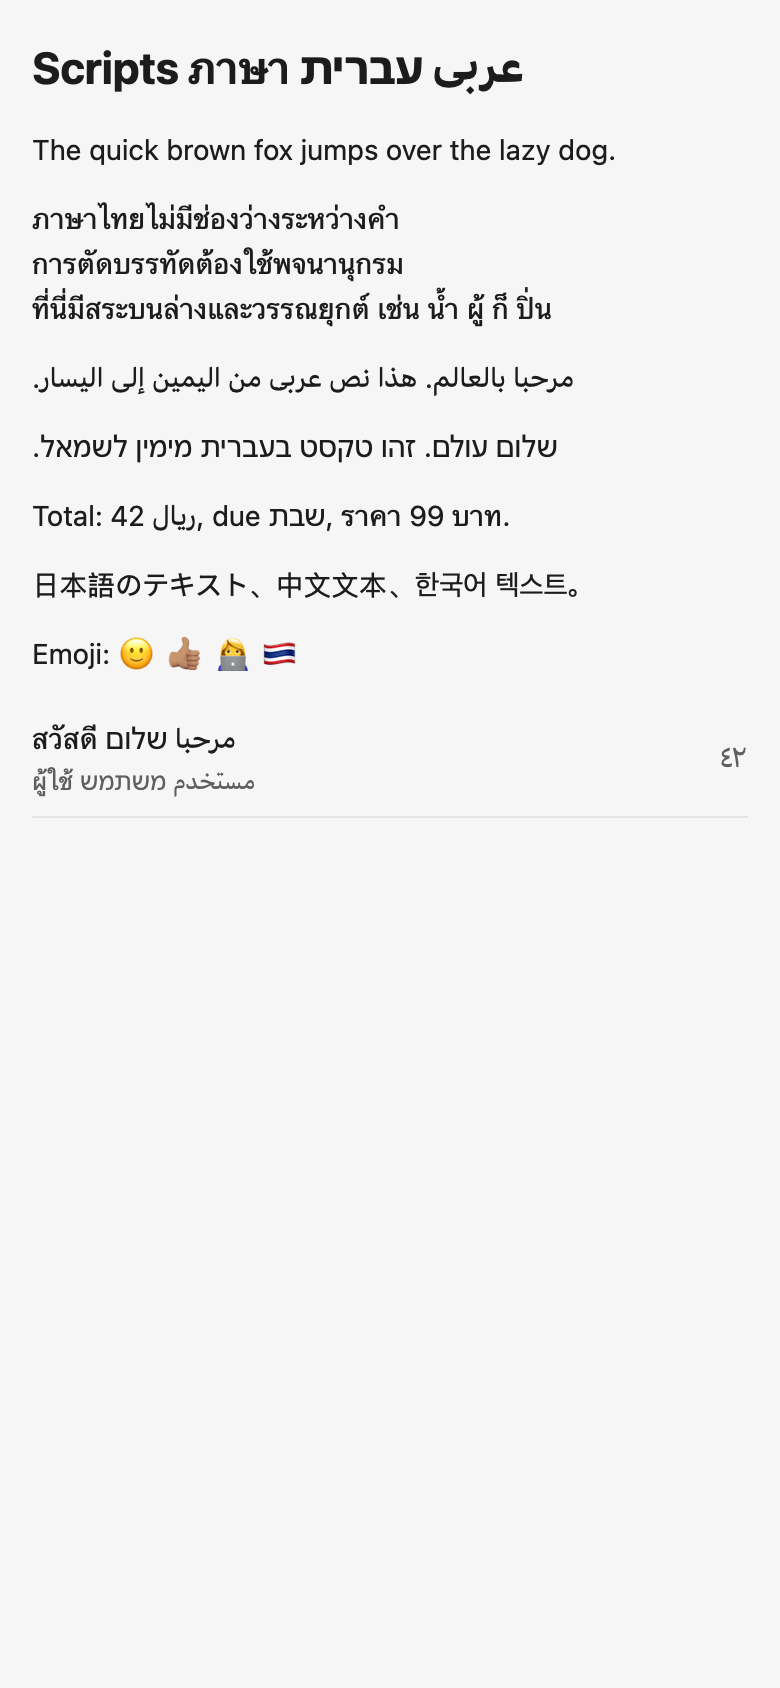 Scripts ภาษา עברית عربى
The quick brown fox jumps over the lazy dog.
ภาษาไทยไม่มีช่องว่างระหว่างคำ
การตัดบรรทัดต้องใช้พจนานุกรม
ที่นี่มีสระบนล่างและวรรณยุกต์ เช่น น้ำ ผู้ ก็ ปิ่น
مرحبا بالعالم. هذا نص عربى من اليمين إلى اليسار.
שלום עולם. זהו טקסט בעברית מימין לשמאל.
Total: 42 ريال, due שבת, ราคา 99 บาท.
日本語のテキスト、中文文本、한국어 텍스트。
Emoji: 🙂 👍🏽 👩‍💻 🇹🇭
สวัสดี שלום مرحبا
ผู้ใช้ משתמש مستخدم
٤٢